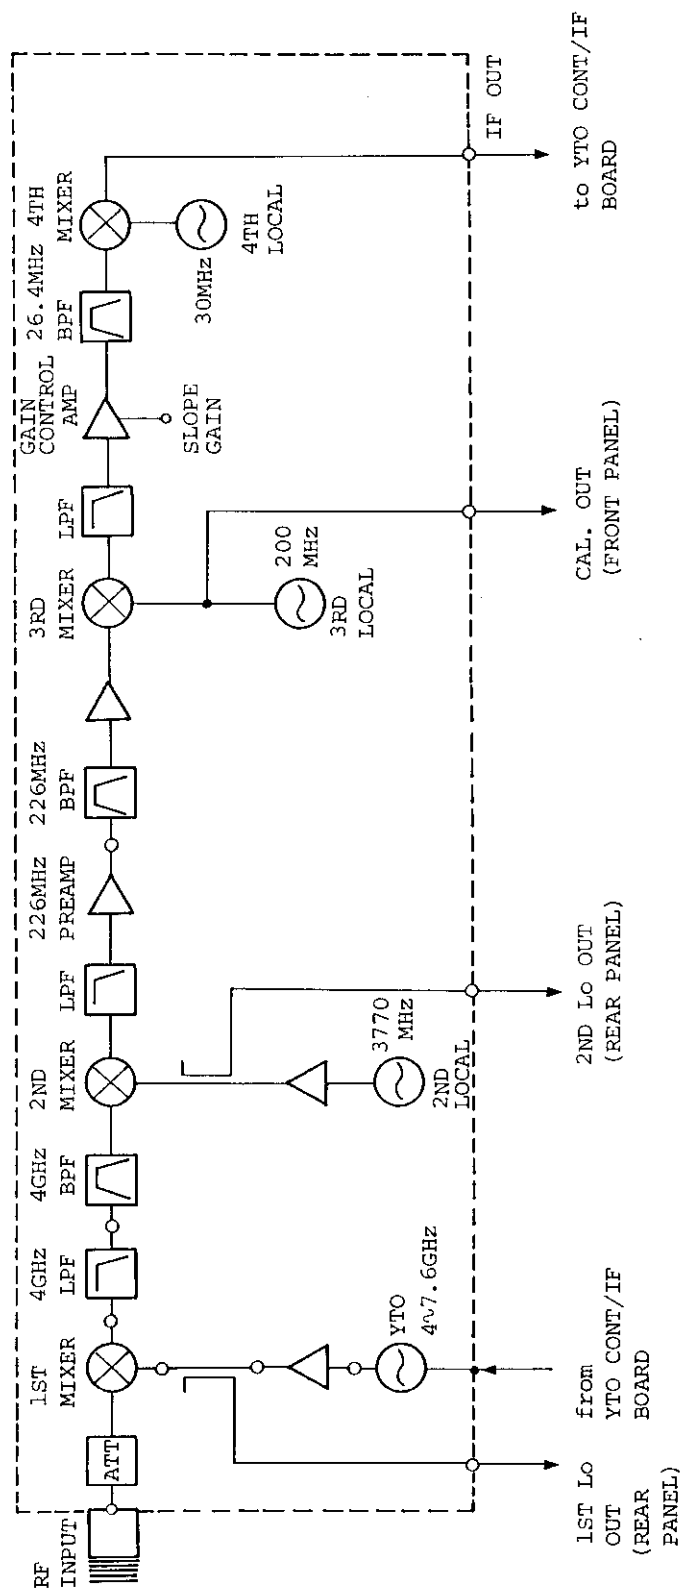 RF
INPUT
ATT
1ST
MIXER
4GHz
LPF
4GHz
BPF
2ND
MIXER
LPF
226MHz
PREAMP
226MHz
BPF
3RD
MIXER
LPF
GAIN
CONTROL
AMP
26.4MHz
BPF
4TH
MIXER
YTO
4~7.6GHz
3770
MHz
2ND
LOCAL
200
MHz
3RD
LOCAL
SLOPE
GAIN
30MHz
4TH
LOCAL
IF OUT
1ST Lo
OUT
(REAR
PANEL)
from
YTO CONT/IF
BOARD
2ND Lo OUT
(REAR PANEL)
CAL. OUT
(FRONT PANEL)
to YTO CONT/IF
BOARD